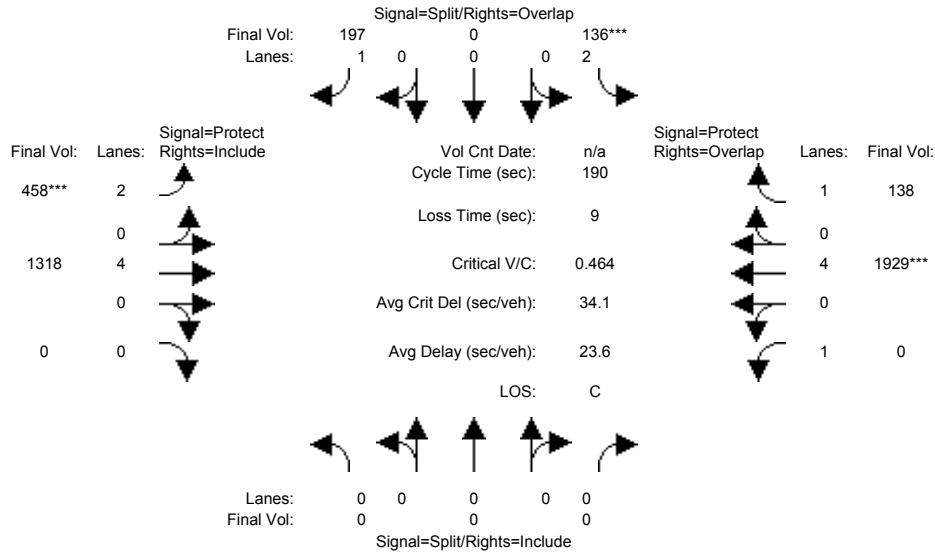 Signal=Split/Rights=Overlap
Final Vol: 197 0 136***
Lanes: 1 0 0 0 2
Signal=Protect Signal=Protect
Final Vol: Lanes: Rights=Include Vol Cnt Date: n/a Rights=Overlap Lanes: Final Vol:
Cycle Time (sec): 190
458*** 2 1 138
Loss Time (sec): 9
0 0
1318 4 Critical V/C: 0.464 4 1929***
0 Avg Crit Del (sec/veh): 34.1 0
0 0 Avg Delay (sec/veh): 23.6 1 0
LOS: C
Lanes: 0 0 0 0 0
Final Vol: 0 0 0
Signal=Split/Rights=Include